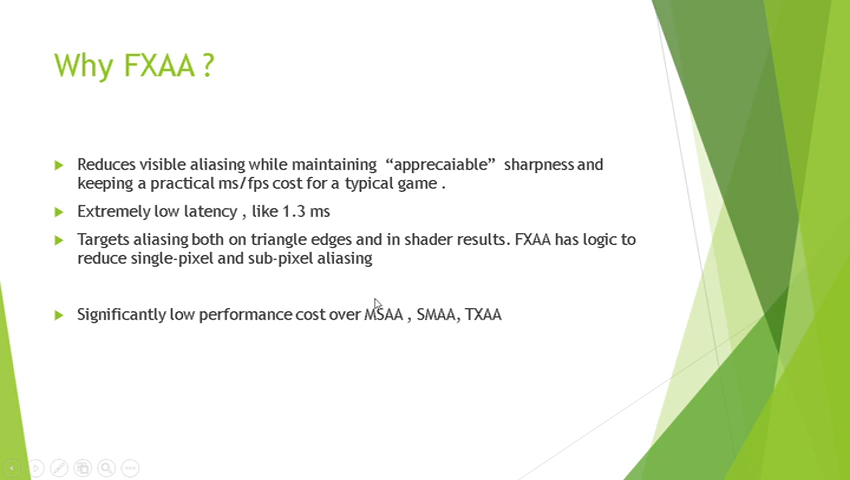 Why FXAA ?
Reduces visible aliasing while maintaining “apprecaiable” sharpness and
keeping a practical ms/fps cost for a typical game .
Extremely low latency , like 1.3 ms
Targets aliasing both on triangle edges and in shader results. FXAA has logic to
reduce single-pixel and sub-pixel aliasing
Significantly low performance cost over MSAA , SMAA, TXAA